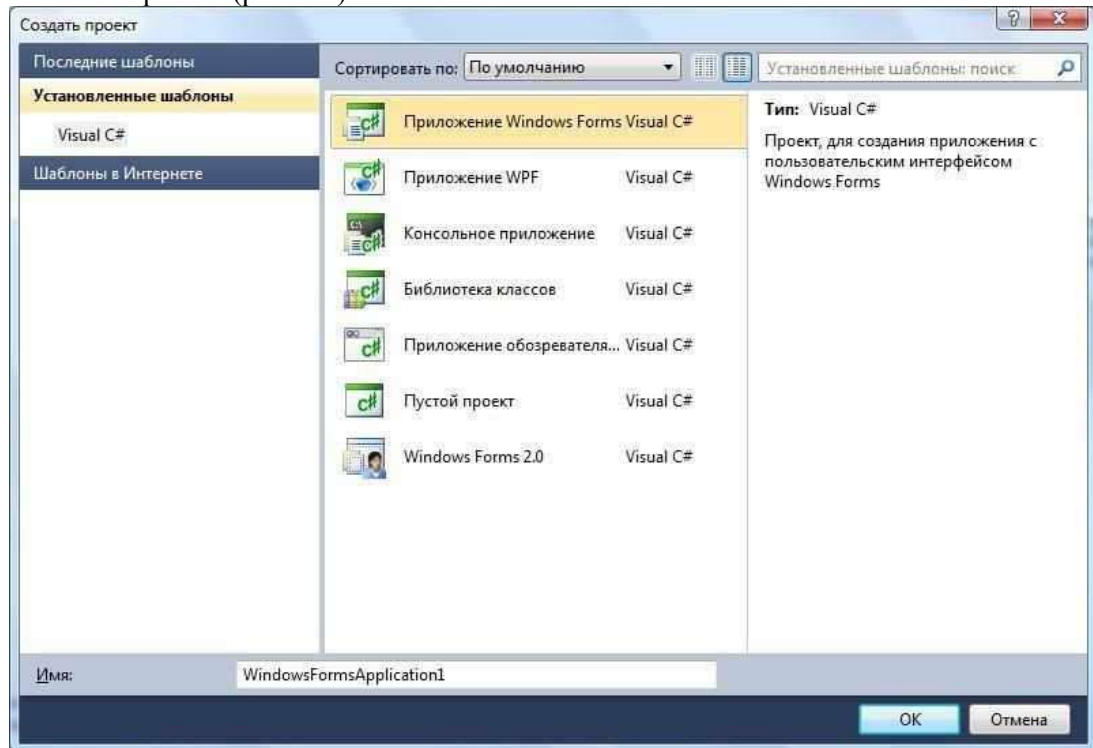 Создать проект
Последние шаблоны
Установленные шаблоны
Visual C#
Шаблоны в Интернете
Сортировать по: По умолчанию
Установленные шаблоны: поиск
Приложение Windows Forms Visual C#
Приложение WPF Visual C#
Консольное приложение Visual C#
Библиотека классов Visual C#
Приложение обозревателя... Visual C#
Пустой проект Visual C#
Windows Forms 2.0 Visual C#
Тип: Visual C#
Проект, для создания приложения с
пользовательским интерфейсом
Windows Forms
Имя: WindowsFormsApplication1
OK Отмена